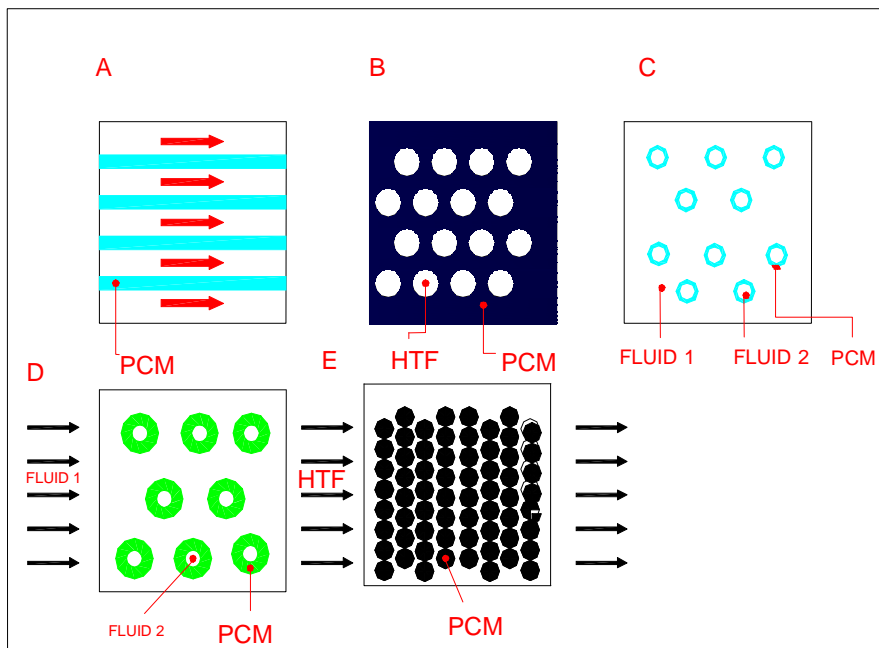 A
B
C
PCM
HTF
PCM
FLUID 1
FLUID 2
PCM
D
E
FLUID 1
HTF
FLUID 2
PCM
PCM